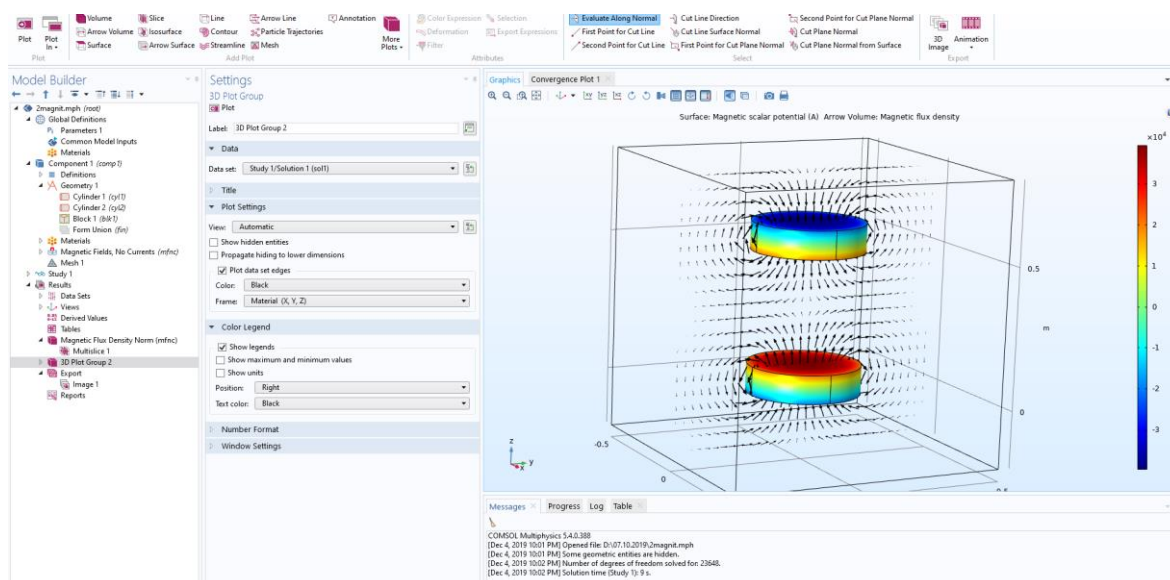 Plot
Plot In
Plot
Volume
Arrow Volume
Surface
Slice
Isosurface
Arrow Surface
Line
Contour
Streamline
Arrow Line
Particle Trajectories
Mesh
Annotation
More Plots
Add Plot
Color Expression
Deformation
Filter
Selection
Export Expressions
Attributes
Evaluate Along Normal
First Point for Cut Line
Second Point for Cut Line
Cut Line Direction
Cut Line Surface Normal
First Point for Cut Plane Normal
Second Point for Cut Plane Normal
Cut Plane Normal
Cut Plane Normal from Surface
Select
3D Image
Animation
Export
Model Builder
2magnit.mph (root)
Global Definitions
Pi Parameters 1
Common Model Inputs
Materials
Component 1 (comp1)
Definitions
Geometry 1
Cylinder 1 (cyl1)
Cylinder 2 (cyl2)
Block 1 (blk1)
Form Union (fin)
Materials
Magnetic Fields, No Currents (mfnc)
Mesh 1
Study 1
Results
Data Sets
Views
Derived Values
Tables
Magnetic Flux Density Norm (mfnc)
Multislice 1
3D Plot Group 2
Export
Image 1
Reports
Settings
3D Plot Group
Plot
Label: 3D Plot Group 2
Data
Data set: Study 1/Solution 1 (sol1)
Title
Plot Settings
View: Automatic
Show hidden entities
Propagate hiding to lower dimensions
Plot data set edges
Color: Black
Frame: Material (X, Y, Z)
Color Legend
Show legends
Show maximum and minimum values
Show units
Position: Right
Text color: Black
Number Format
Window Settings
Graphics Convergence Plot 1
Surface: Magnetic scalar potential (A) Arrow Volume: Magnetic flux density
×10⁴
3
2
1
0
-1
-2
-3
0.5
m
0
-0.5
0
0.5
z
y
x
Messages Progress Log Table
COMSOL Multiphysics 5.4.0.388
[Dec 4, 2019 10:01 PM] Opened file: D:\07.10.2019\2magnit.mph
[Dec 4, 2019 10:01 PM] Some geometric entities are hidden.
[Dec 4, 2019 10:02 PM] Number of degrees of freedom solved for: 23648.
[Dec 4, 2019 10:02 PM] Solution time (Study 1): 9 s.